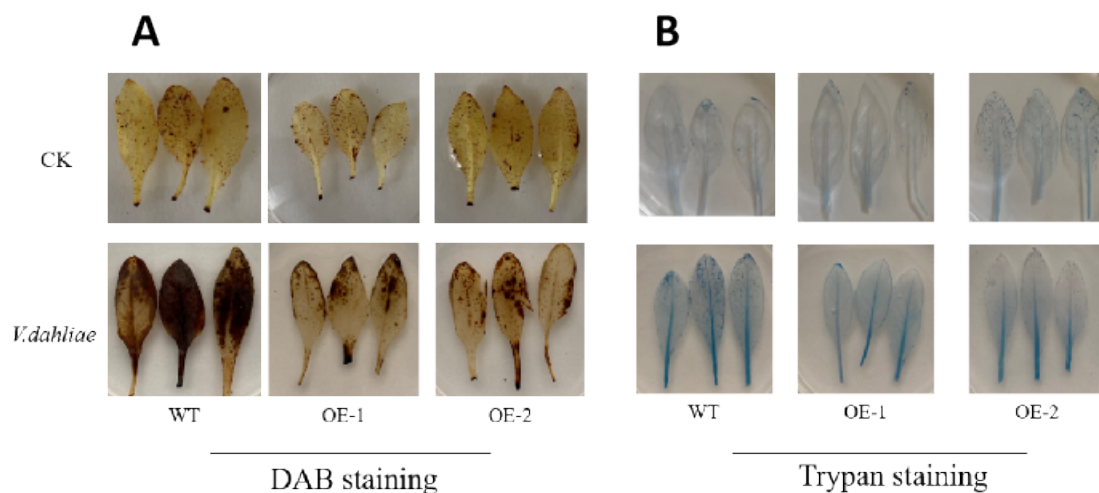 A
B
CK
V.dahliae
WT
OE-1
OE-2
WT
OE-1
OE-2
DAB staining
Trypan staining